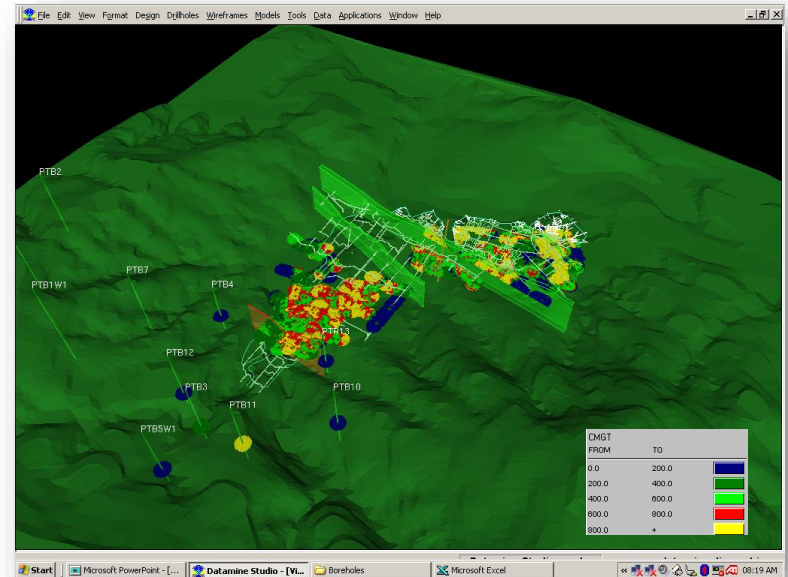 File Edit View Format Design Drillholes Wireframes Models Tools Data Applications Window Help
PTB2
PTB1W1
PTB7
PTB4
PTB13
PTB12
PTB3
PTB10
PTB11
PTB5W1
CMGT
FROM TO
0.0 200.0
200.0 400.0
400.0 600.0
600.0 800.0
800.0 +
Start Microsoft PowerPoint - [... Datamine Studio - [Vi... Boreholes Microsoft Excel « 08:19 AM